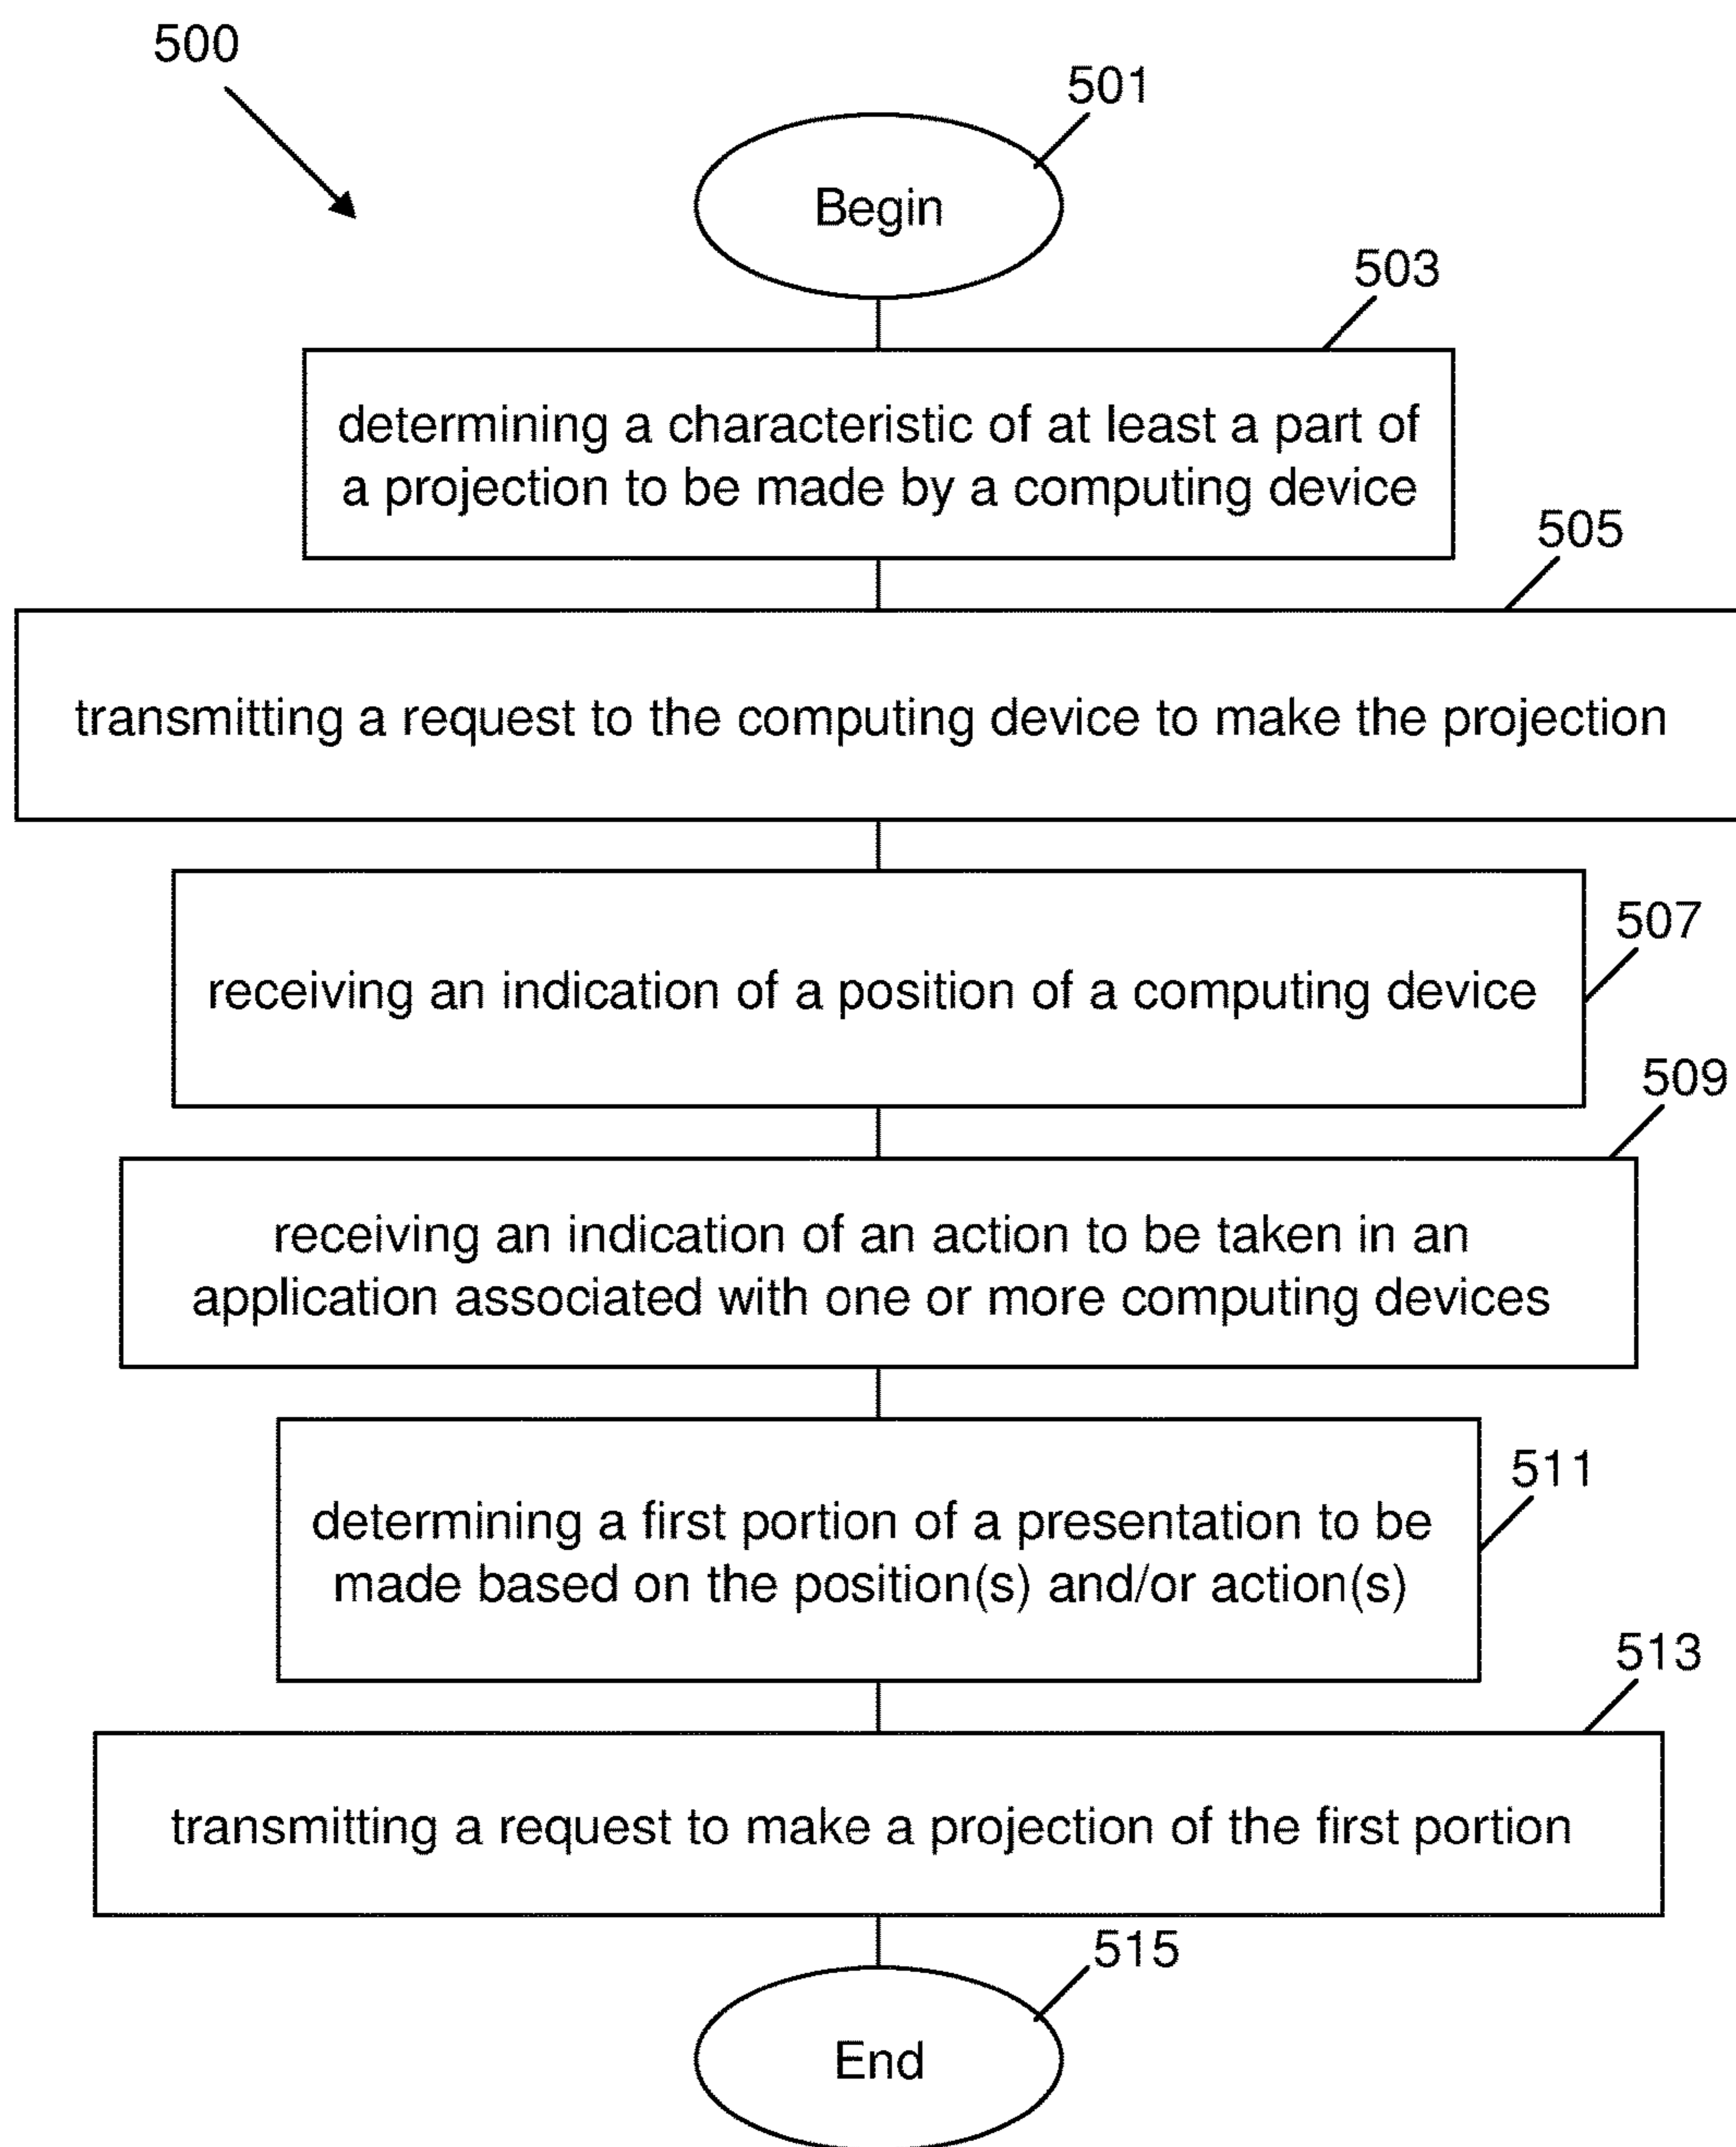 500
501
Begin
503
determining a characteristic of at least a part of
a projection to be made by a computing device
505
transmitting a request to the computing device to make the projection
507
receiving an indication of a position of a computing device
509
receiving an indication of an action to be taken in an
application associated with one or more computing devices
511
determining a first portion of a presentation to be
made based on the position(s) and/or action(s)
513
transmitting a request to make a projection of the first portion
515
End